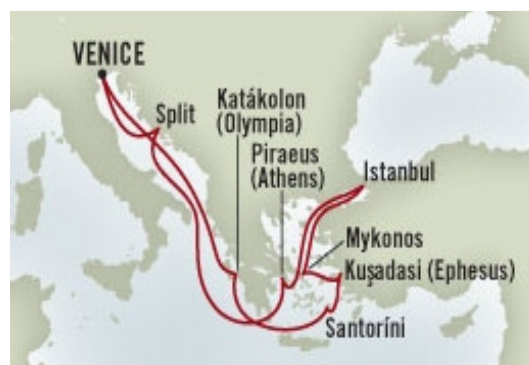 VENICE
Split
Katákolon
(Olympia)
Piraeus
(Athens)
Istanbul
Mykonos
Kuşadasi (Ephesus)
Santoríni